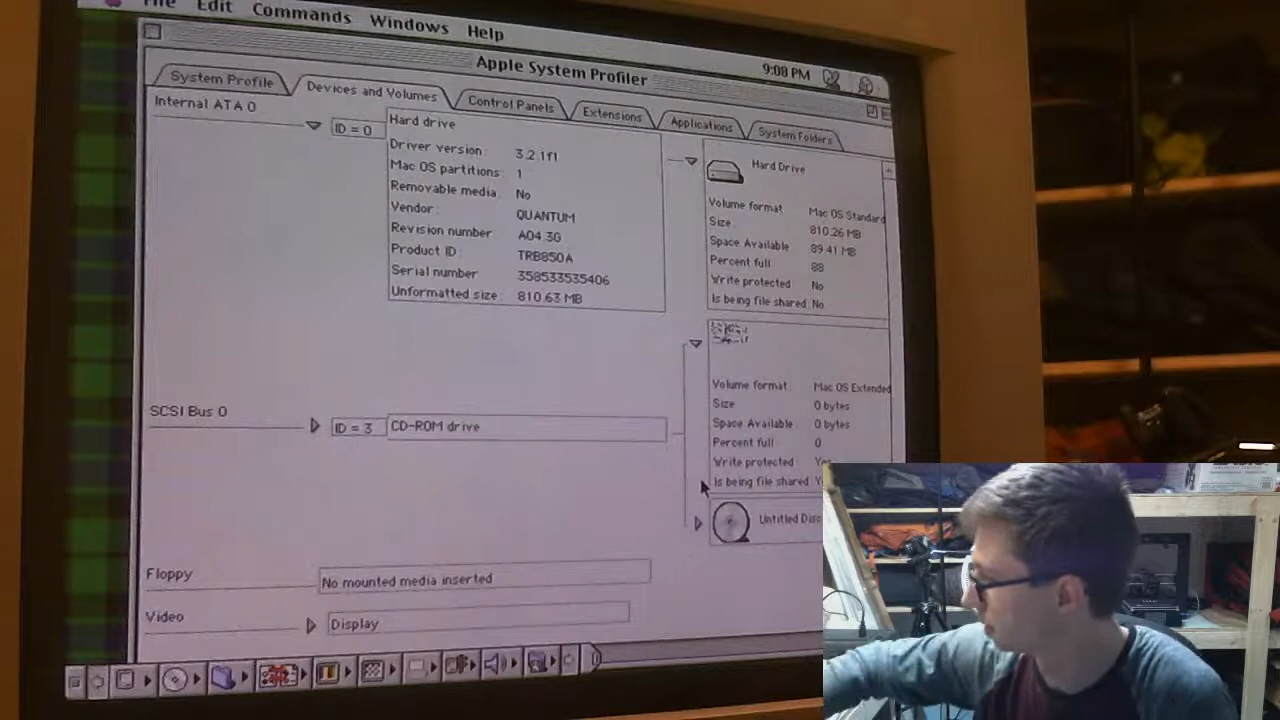 File Edit Commands Windows Help
9:08 PM
Apple System Profiler
System Profile Devices and Volumes Control Panels Extensions Applications System Folders
Internal ATA 0
ID = 0
Hard drive
Driver version: 3.2.1f1
Mac OS partitions: 1
Removable media: No
Vendor: QUANTUM
Revision number: A04.30
Product ID: TRB850A
Serial number: 358533535406
Unformatted size: 810.63 MB
Hard Drive
Volume format: Mac OS Standard
Size: 810.26 MB
Space Available: 89.41 MB
Percent full: 88
Write protected: No
Is being file shared: No
SCSI Bus 0
ID = 3
CD-ROM drive
Volume format: Mac OS Extended
Size: 0 bytes
Space Available: 0 bytes
Percent full: 0
Write protected: Yes
Is being file shared:
Untitled
Floppy
No mounted media inserted
Video
Display